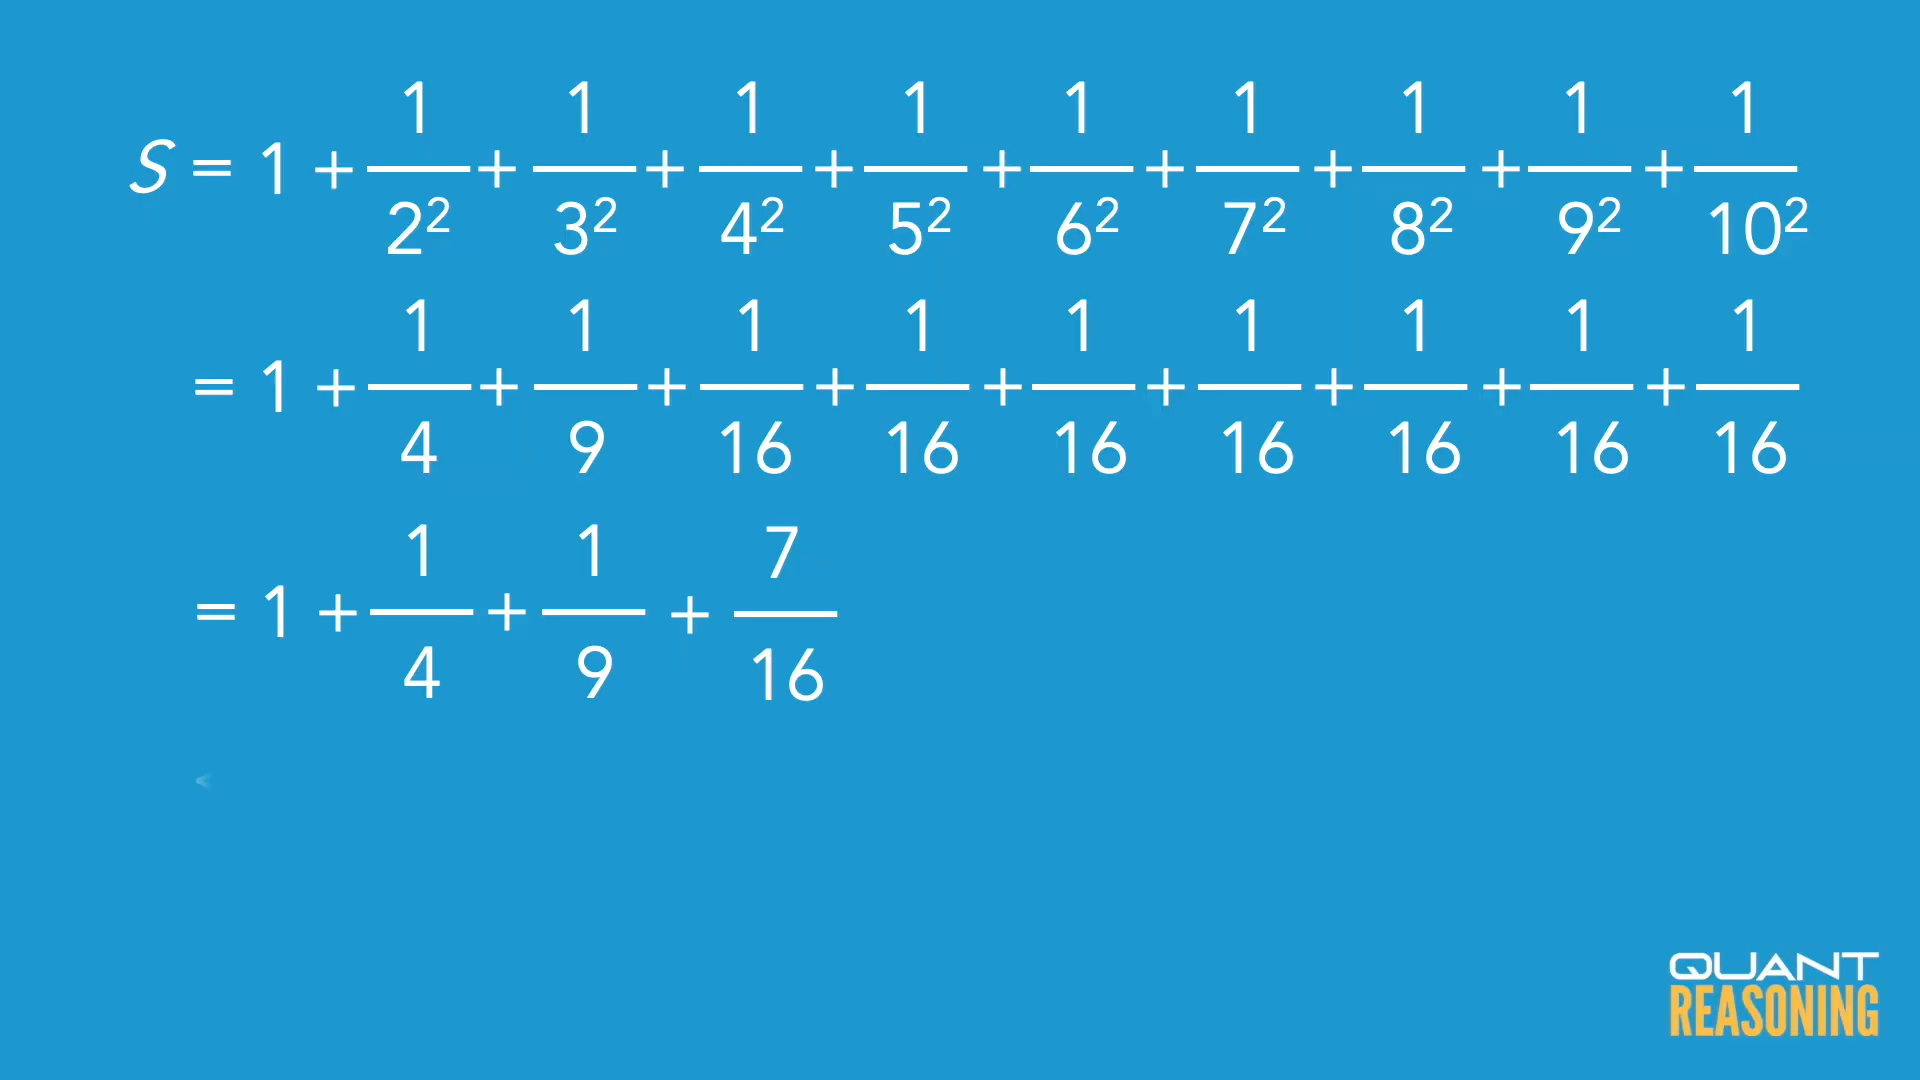 S = 1 + 1/2² + 1/3² + 1/4² + 1/5² + 1/6² + 1/7² + 1/8² + 1/9² + 1/10²
= 1 + 1/4 + 1/9 + 1/16 + 1/16 + 1/16 + 1/16 + 1/16 + 1/16 + 1/16
= 1 + 1/4 + 1/9 + 7/16
<
QUANT
REASONING